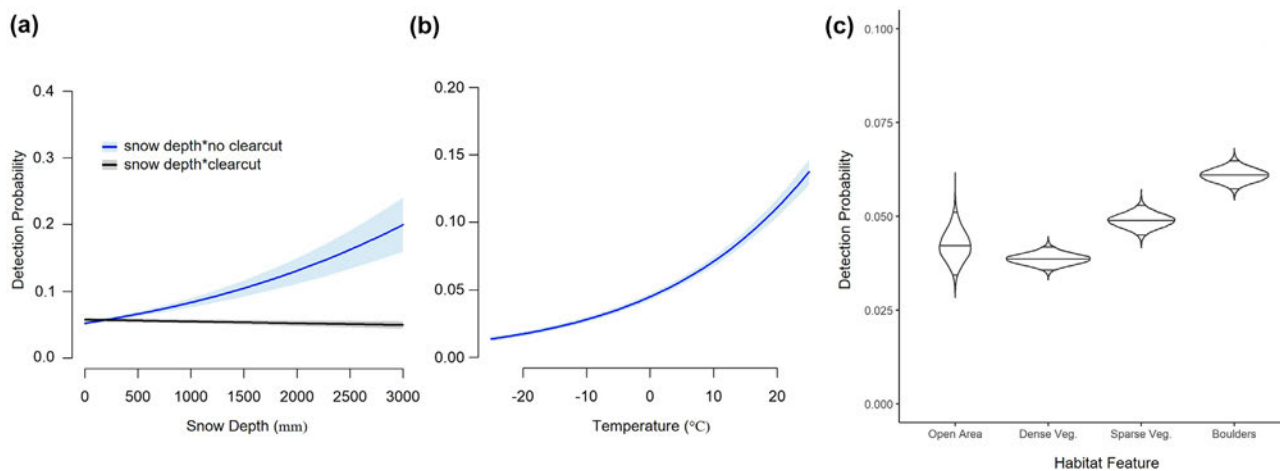 (a)
Detection Probability
0.4
0.3
0.2
0.1
0.0
snow depth*no clearcut
snow depth*clearcut
0 500 1000 1500 2000 2500 3000
Snow Depth (mm)
(b)
0.20
0.15
0.10
0.05
0.00
-20 -10 0 10 20
Temperature (°C)
(c)
Detection Probability
0.100
0.075
0.050
0.025
0.000
Open Area Dense Veg. Sparse Veg. Boulders
Habitat Feature